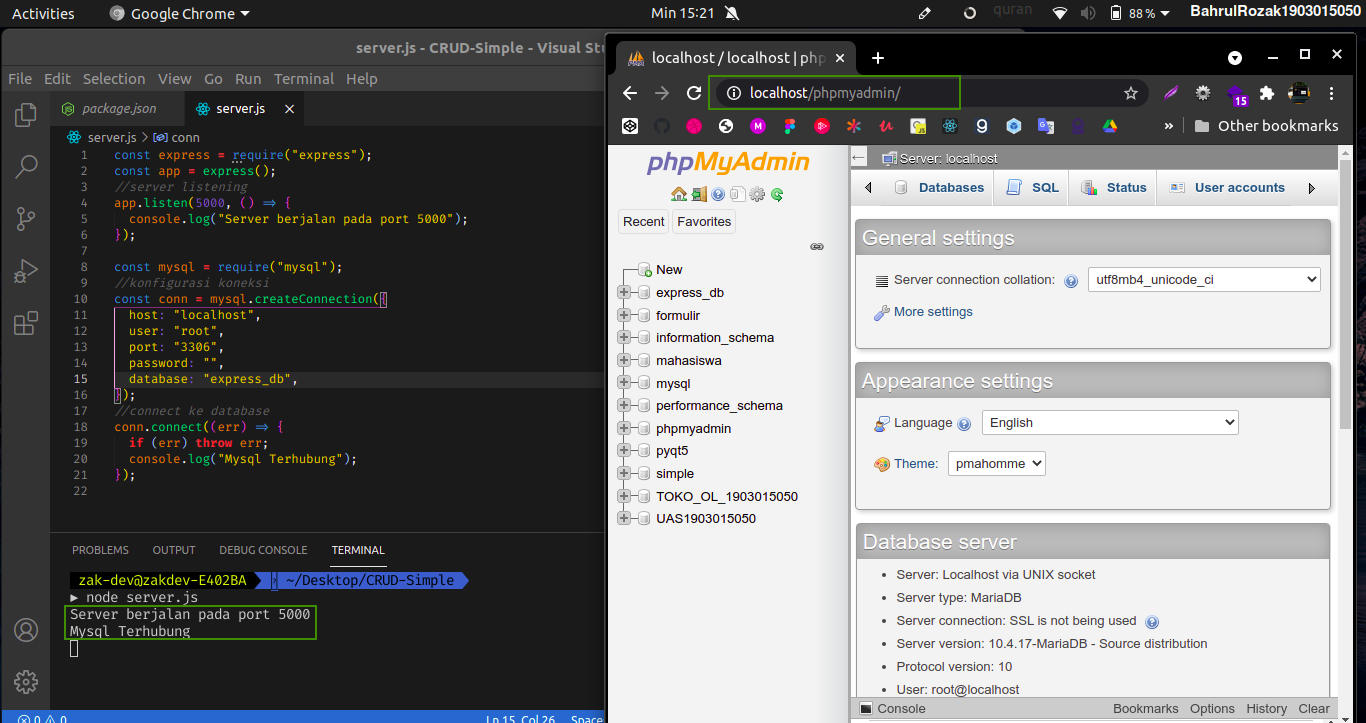 Activities
Google Chrome
Min 15:21
quran
88 %
BahrulRozak1903015050
server.js - CRUD-Simple - Visual Stu
File Edit Selection View Go Run Terminal Help
package.json
server.js
server.js > conn
1 const express = require("express");
2 const app = express();
3 //server listening
4 app.listen(5000, () => {
5 console.log("Server berjalan pada port 5000");
6 });
7
8 const mysql = require("mysql");
9 //konfigurasi koneksi
10 const conn = mysql.createConnection({
11 host: "localhost",
12 user: "root",
13 port: "3306",
14 password: "",
15 database: "express_db",
16 });
17 //connect ke database
18 conn.connect((err) => {
19 if (err) throw err;
20 console.log("Mysql Terhubung");
21 });
22
PROBLEMS OUTPUT DEBUG CONSOLE TERMINAL
zak-dev@zakdev-E402BA ~/Desktop/CRUD-Simple
► node server.js
Server berjalan pada port 5000
Mysql Terhubung
0 0
Ln 15, Col 26 Space
localhost / localhost | php
localhost/phpmyadmin/
15
» Other bookmarks
phpMyAdmin
Recent Favorites
New
express_db
formulir
information_schema
mahasiswa
mysql
performance_schema
phpmyadmin
pyqt5
simple
TOKO_OL_1903015050
UAS1903015050
Server: localhost
Databases SQL Status User accounts
General settings
Server connection collation: utf8mb4_unicode_ci
More settings
Appearance settings
Language English
Theme: pmahomme
Database server
• Server: Localhost via UNIX socket
• Server type: MariaDB
• Server connection: SSL is not being used
• Server version: 10.4.17-MariaDB - Source distribution
• Protocol version: 10
• User: root@localhost
Console
Bookmarks Options History Clear